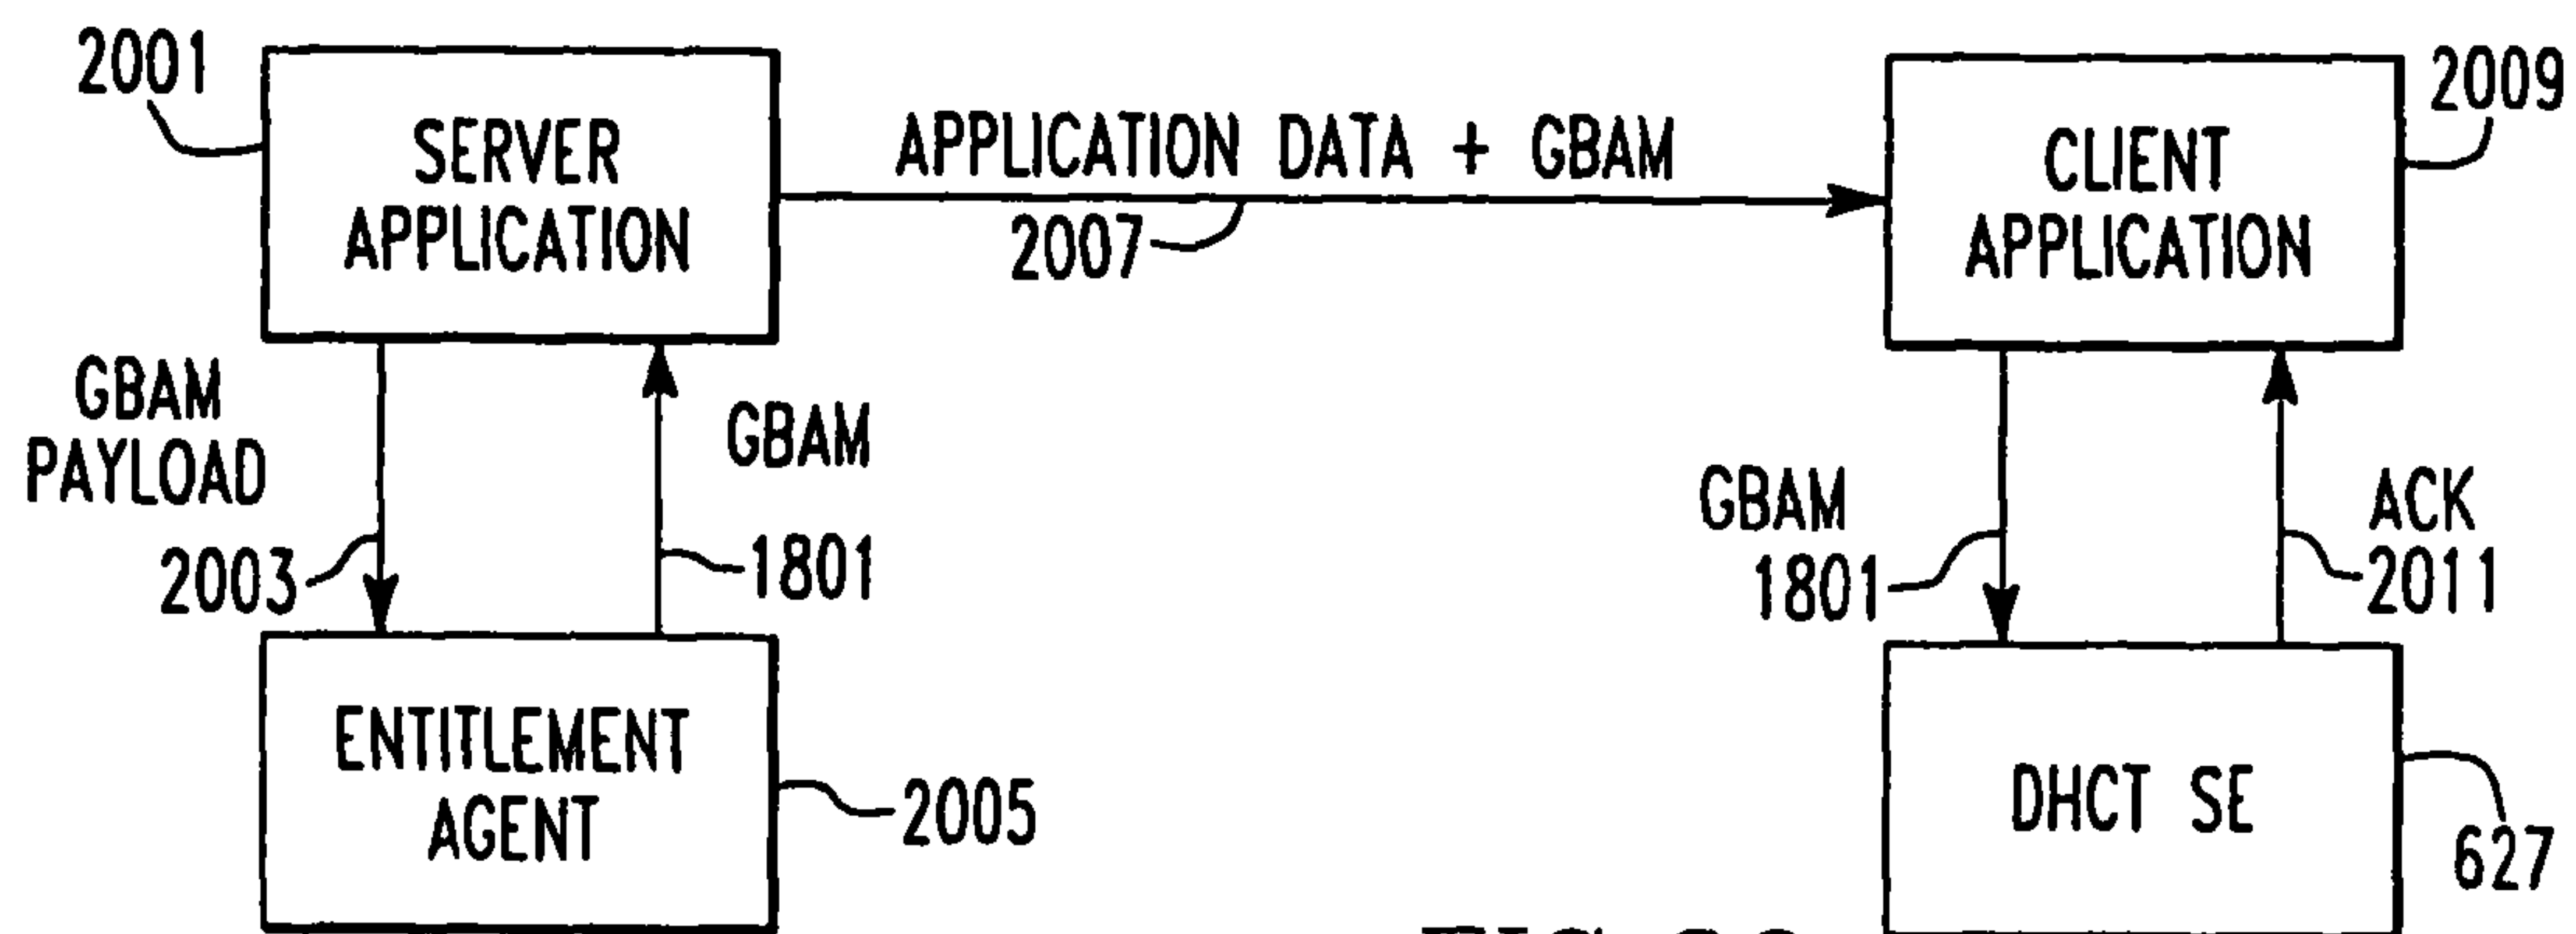 2001
SERVER
APPLICATION
APPLICATION DATA + GBAM
2007
CLIENT
APPLICATION
2009
GBAM
PAYLOAD
2003
GBAM
1801
GBAM
1801
ACK
2011
ENTITLEMENT
AGENT
2005
DHCT SE
627